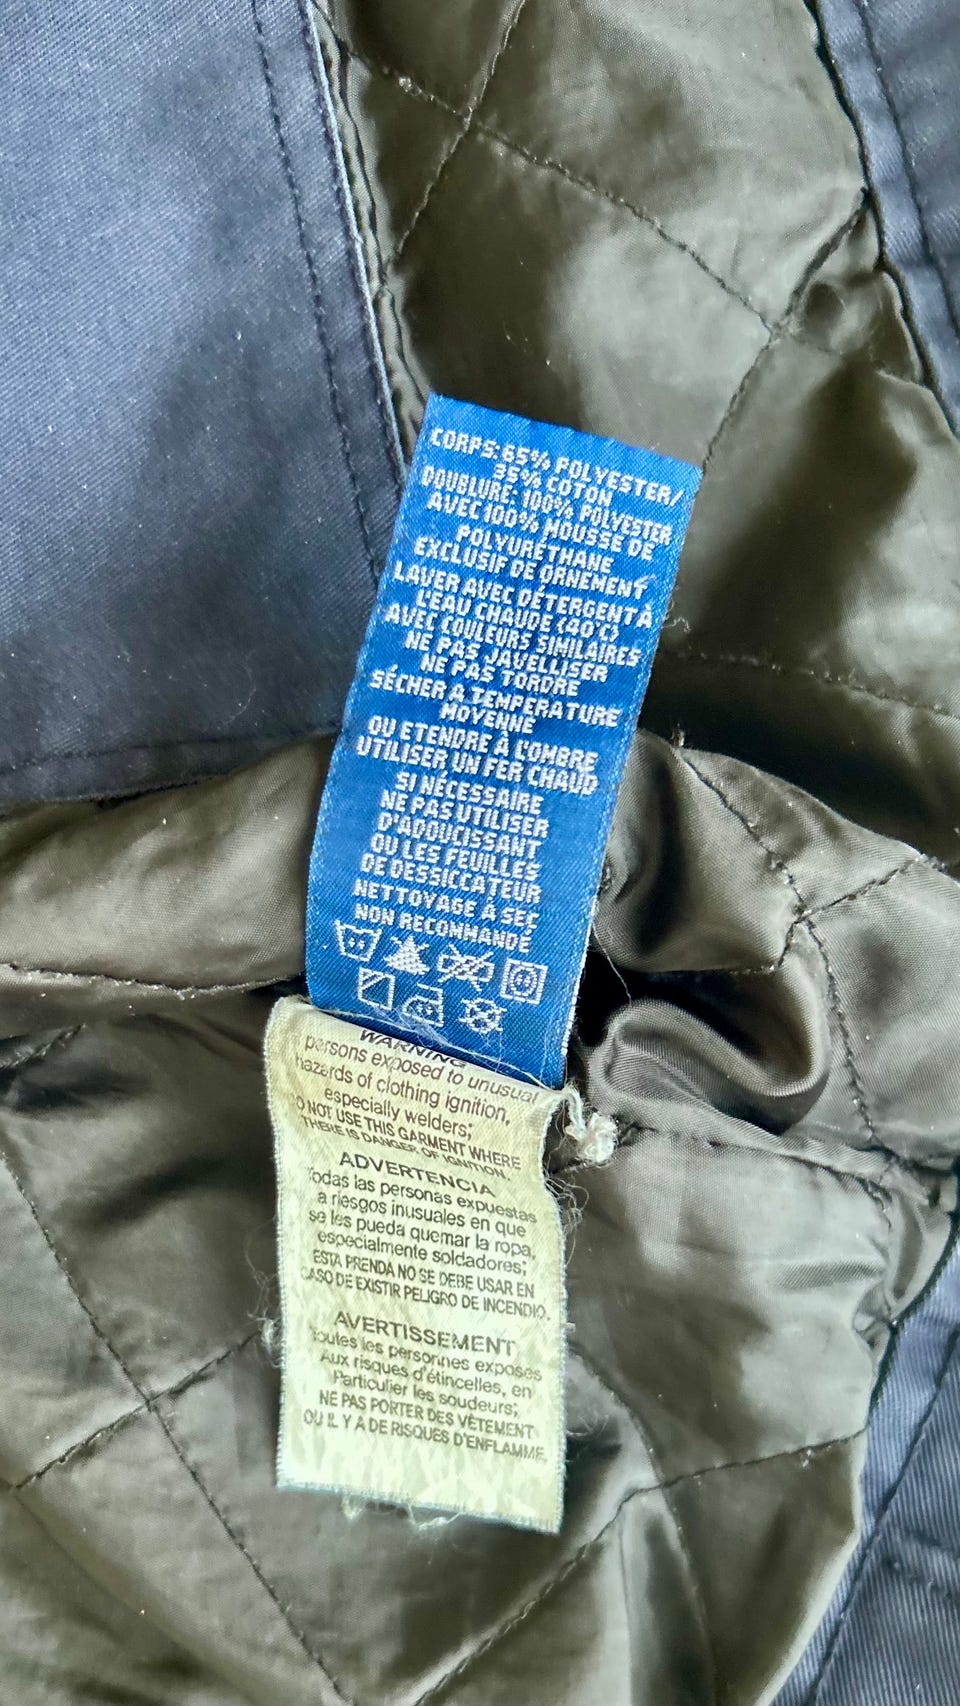 CORPS: 65% POLYESTER/
35% COTON
DOUBLURE: 100% POLYESTER
AVEC 100% MOUSSE DE
POLYURÉTHANE
EXCLUSIF DE ORNEMENT
LAVER AVEC DÉTERGENT À
L'EAU CHAUDE (40°C)
AVEC COULEURS SIMILAIRES
NE PAS JAVELLISER
NE PAS TORDRE
SÉCHER A TEMPERATURE
MOYENNE
OU ETENDRE À L'OMBRE
UTILISER UN FER CHAUD
SI NÉCESSAIRE
NE PAS UTILISER
D'ADOUCISSANT
OU LES FEUILLES
DE DESSICCATEUR
NETTOYAGE À SEC
NON RECOMMANDÉ
WARNING
persons exposed to unusual
hazards of clothing ignition,
especially welders;
DO NOT USE THIS GARMENT WHERE
THERE IS DANGER OF IGNITION.
ADVERTENCIA
Todas las personas expuestas
a riesgos inusuales en que
se les pueda quemar la ropa,
especialmente soldadores;
ESTA PRENDA NO SE DEBE USAR EN
CASO DE EXISTIR PELIGRO DE INCENDIO.
AVERTISSEMENT
toutes les personnes exposes
Aux risques d'étincelles, en
Particulier les soudeurs;
NE PAS PORTER DES VÊTEMENT
OU IL Y A DE RISQUES D'ENFLAMME